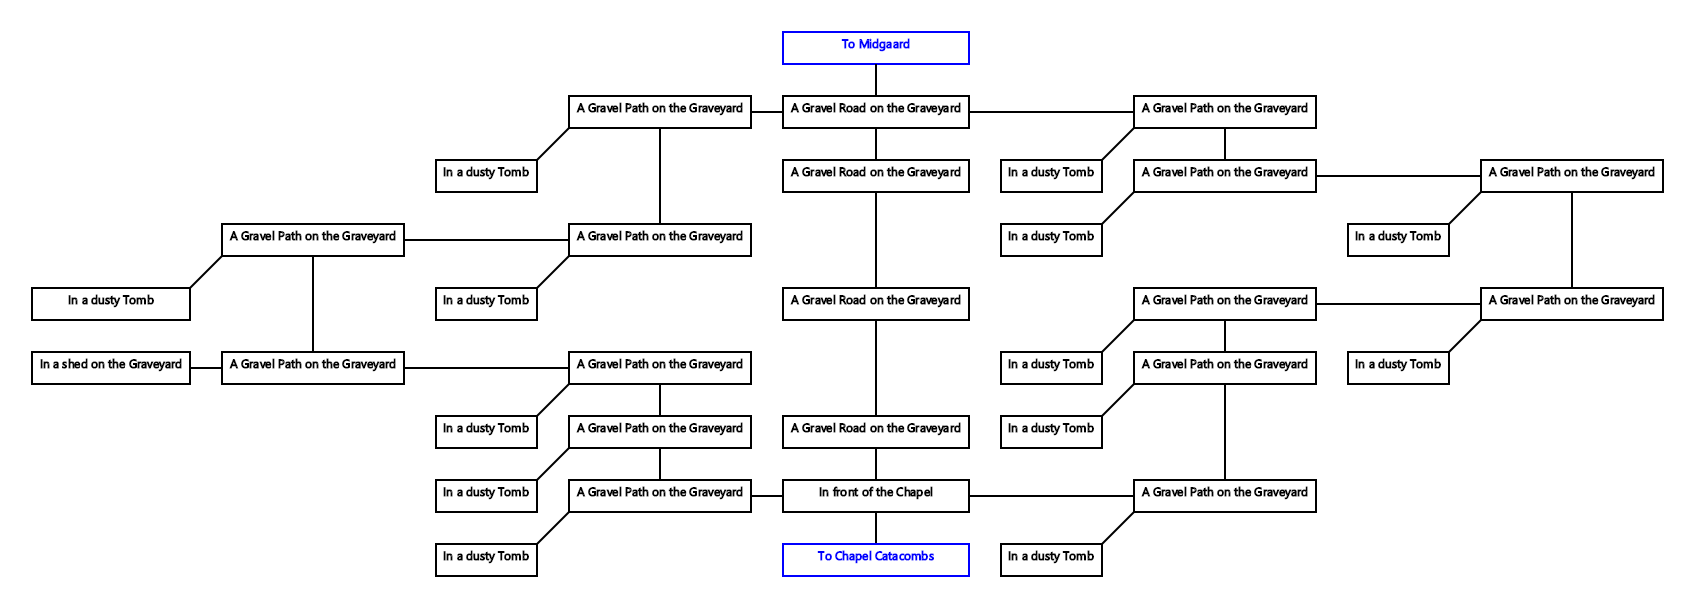 To Midgaard
A Gravel Path on the Graveyard
A Gravel Road on the Graveyard
A Gravel Path on the Graveyard
In a dusty Tomb
A Gravel Road on the Graveyard
In a dusty Tomb
A Gravel Path on the Graveyard
A Gravel Path on the Graveyard
A Gravel Path on the Graveyard
A Gravel Path on the Graveyard
In a dusty Tomb
In a dusty Tomb
In a dusty Tomb
In a dusty Tomb
A Gravel Road on the Graveyard
A Gravel Path on the Graveyard
A Gravel Path on the Graveyard
In a shed on the Graveyard
A Gravel Path on the Graveyard
A Gravel Path on the Graveyard
In a dusty Tomb
A Gravel Path on the Graveyard
In a dusty Tomb
In a dusty Tomb
A Gravel Path on the Graveyard
A Gravel Road on the Graveyard
In a dusty Tomb
In a dusty Tomb
A Gravel Path on the Graveyard
In front of the Chapel
A Gravel Path on the Graveyard
In a dusty Tomb
To Chapel Catacombs
In a dusty Tomb